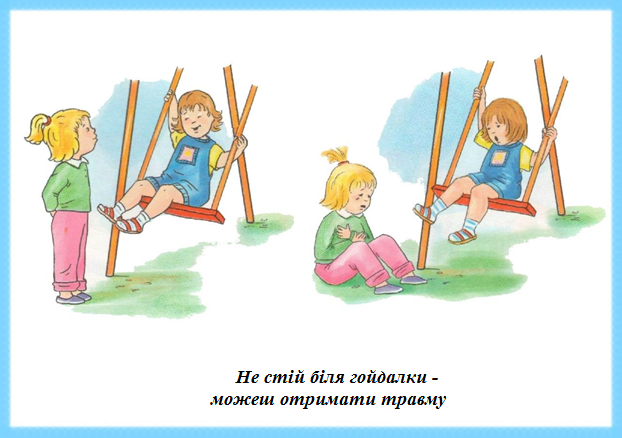 Не стій біля гойдалки -
можеш отримати травму